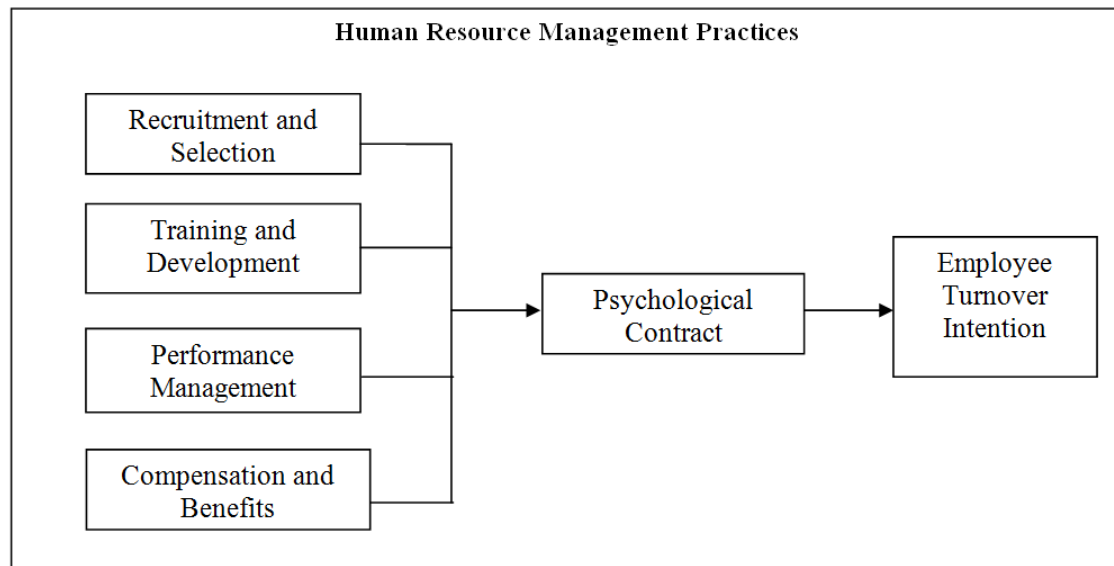 Human Resource Management Practices
Recruitment and
Selection
Training and
Development
Performance
Management
Compensation and
Benefits
Psychological
Contract
Employee
Turnover
Intention